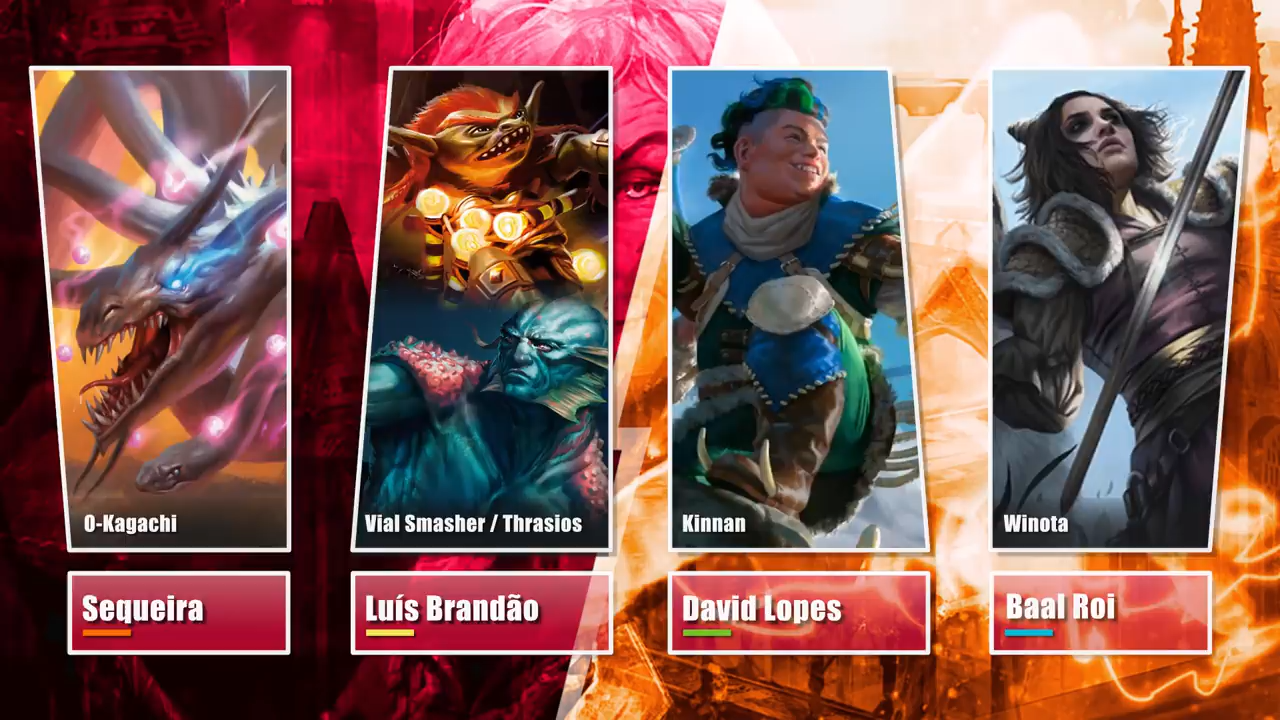 O-Kagachi
Vial Smasher / Thrasios
Kinnan
Winota
Sequeira
Luís Brandão
David Lopes
Baal Roi